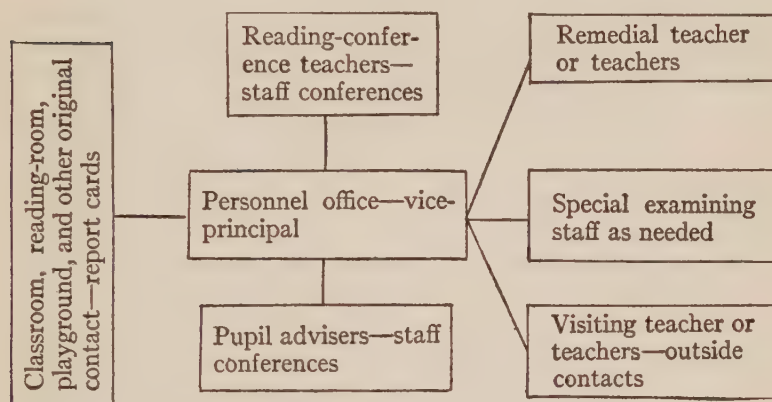 Classroom, reading-room,
playground, and other original
contact—report cards
Reading-confer-
ence teachers—
staff conferences
Personnel office—vice-
principal
Pupil advisers—staff
conferences
Remedial teacher
or teachers
Special examining
staff as needed
Visiting teacher or
teachers—outside
contacts